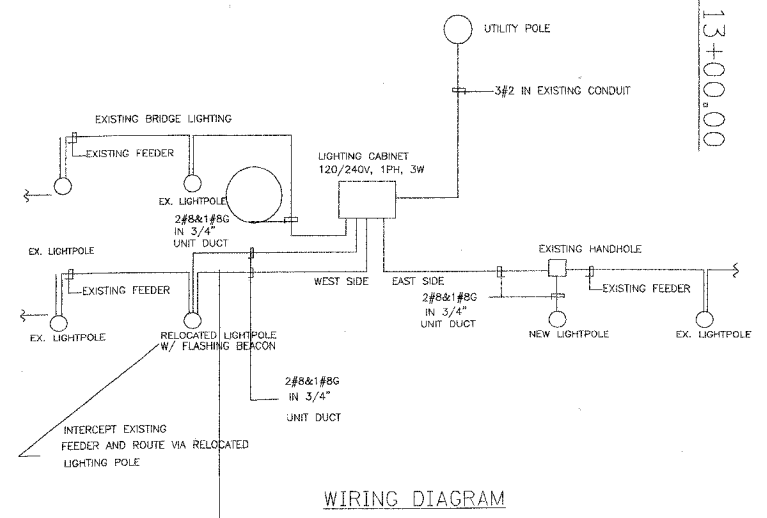 UTILITY POLE
13+00.00
3#2 IN EXISTING CONDUIT
EXISTING BRIDGE LIGHTING
EXISTING FEEDER
LIGHTING CABINET
120/240V, 1PH, 3W
EX. LIGHTPOLE
2#8&1#8G
IN 3/4"
UNIT DUCT
EX. LIGHTPOLE
EXISTING HANDHOLE
WEST SIDE
EAST SIDE
EXISTING FEEDER
2#8&1#8G
IN 3/4"
UNIT DUCT
EXISTING FEEDER
EX. LIGHTPOLE
RELOCATED LIGHTPOLE
W/ FLASHING BEACON
NEW LIGHTPOLE
EX. LIGHTPOLE
2#8&1#8G
IN 3/4"
UNIT DUCT
INTERCEPT EXISTING
FEEDER AND ROUTE VIA RELOCATED
LIGHTING POLE
WIRING DIAGRAM